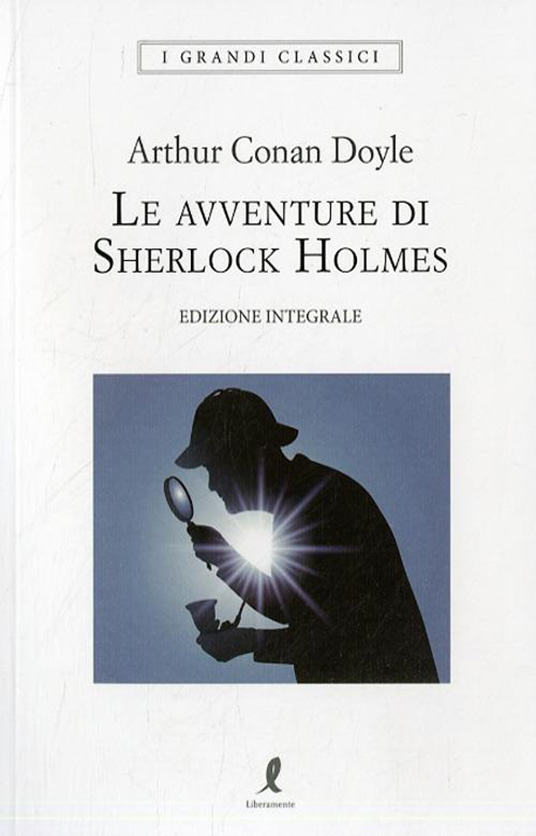 I GRANDI CLASSICI
Arthur Conan Doyle
LE AVVENTURE DI
SHERLOCK HOLMES
EDIZIONE INTEGRALE
Liberamente